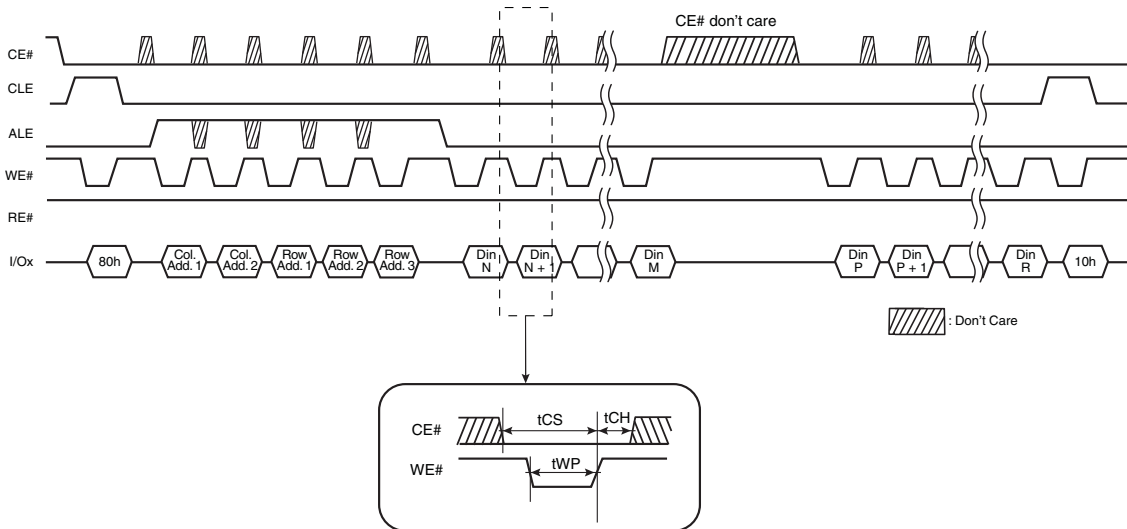 CE# don't care
CE#
CLE
ALE
WE#
RE#
I/Ox
80h
Col.
Add. 1
Col.
Add. 2
Row
Add. 1
Row
Add. 2
Row
Add. 3
Din
N
Din
N + 1
Din
M
Din
P
Din
P + 1
Din
R
10h
: Don't Care
CE#
tCS
tCH
WE#
tWP